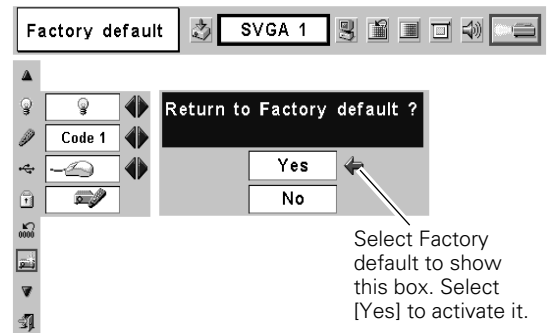 Factory default
SVGA 1
Code 1
Return to Factory default ?
Yes
No
0000
Select Factory
default to show
this box. Select
[Yes] to activate it.